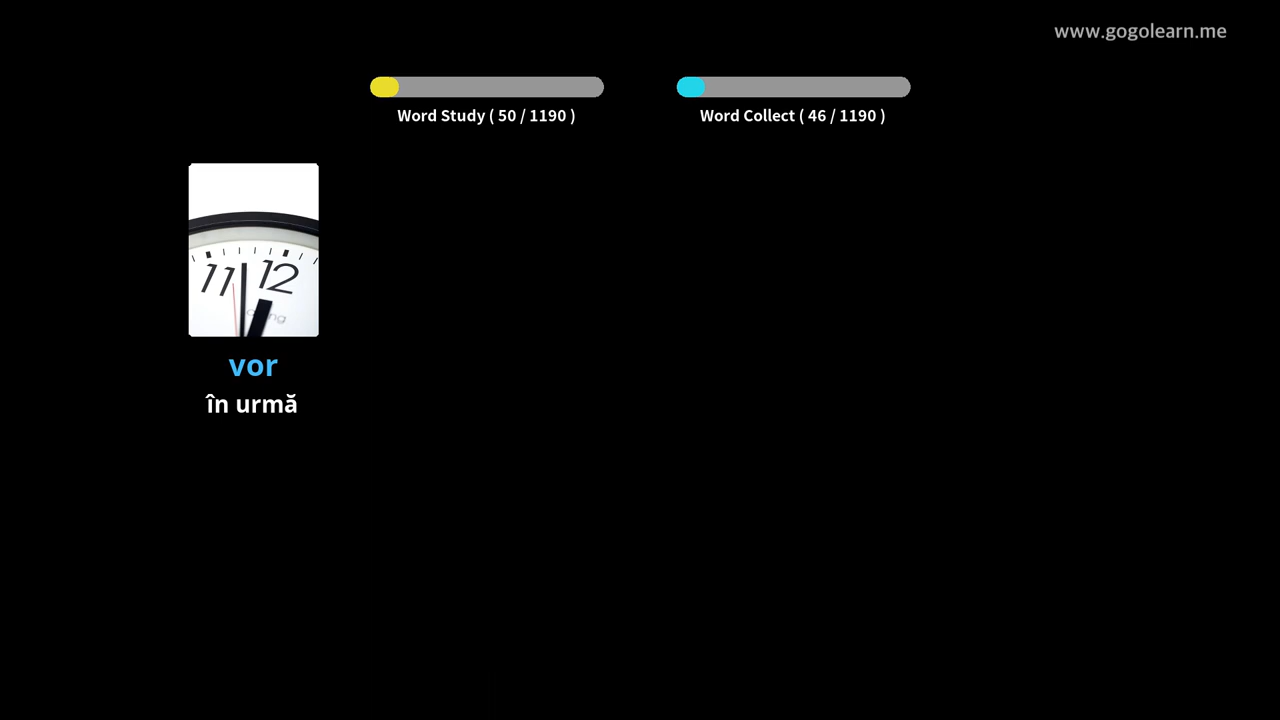 www.gogolearn.me
Word Study ( 50 / 1190 )
Word Collect ( 46 / 1190 )
11 12
vor
în urmă